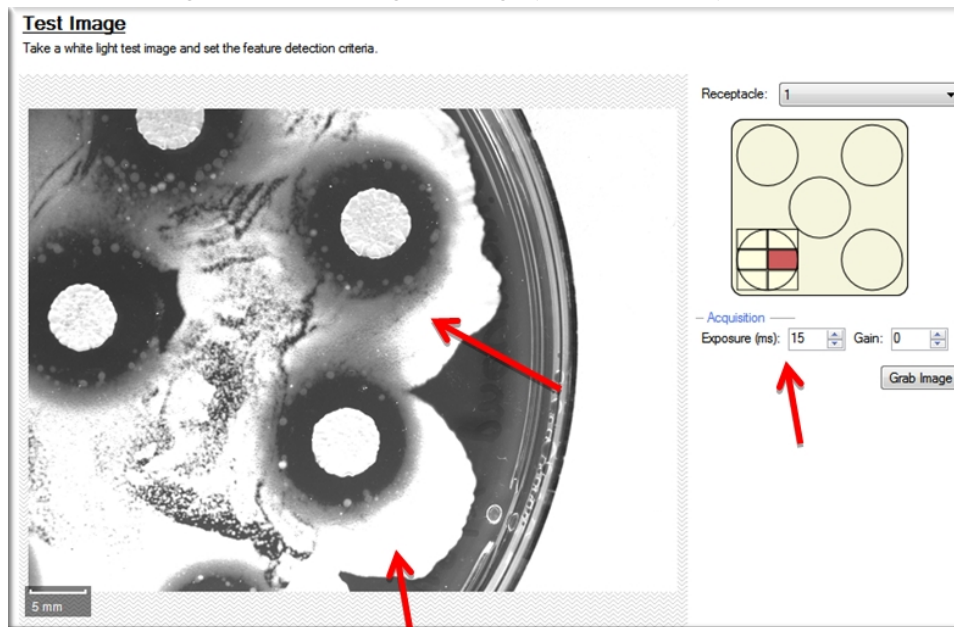 Test Image
Take a white light test image and set the feature detection criteria.
Receptacle: 1
Acquisition
Exposure (ms): 15 Gain: 0
Grab Image
5 mm